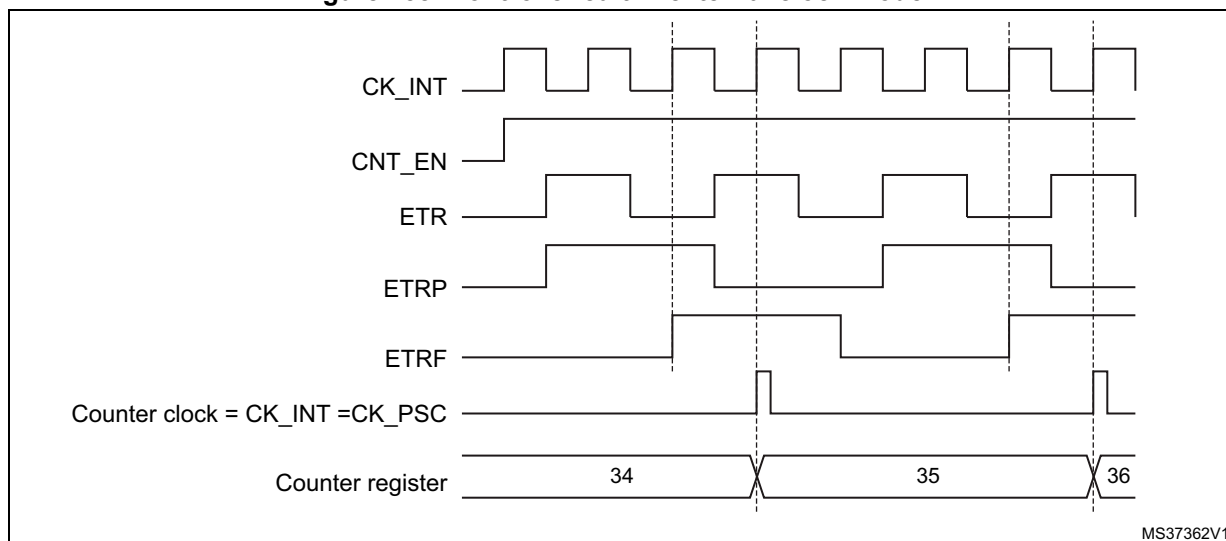 CK_INT
CNT_EN
ETR
ETRP
ETRF
Counter clock = CK_INT =CK_PSC
Counter register
34
35
36
MS37362V1